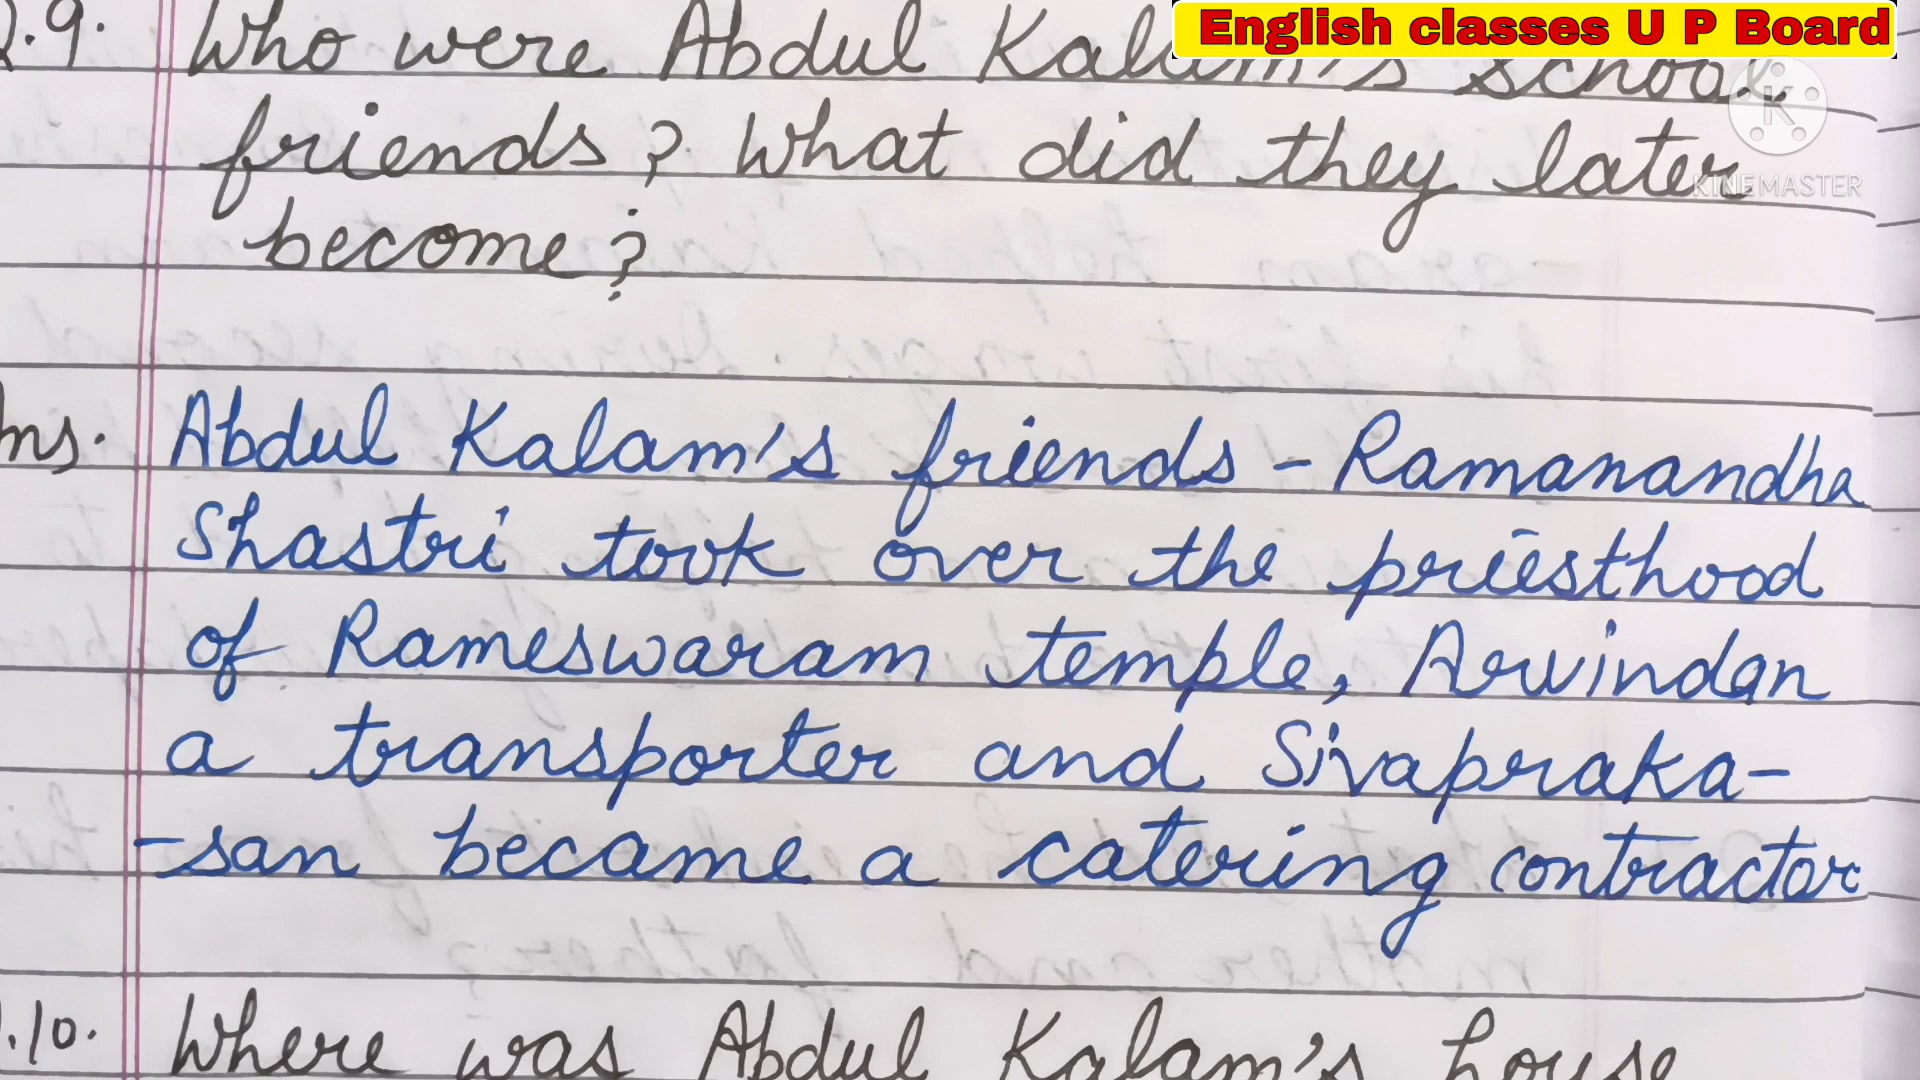 English classes U P Board
Q.9. Who were Abdul Kalam's school
friends? What did they later
become?
KINEMASTER
Ans. Abdul Kalam's friends - Ramanandha
Shastri took over the priesthood
of Rameswaram temple, Arvindan
a transporter and Sivapraka-
-san became a catering contractor
.10. Where was Abdul Kalam's house